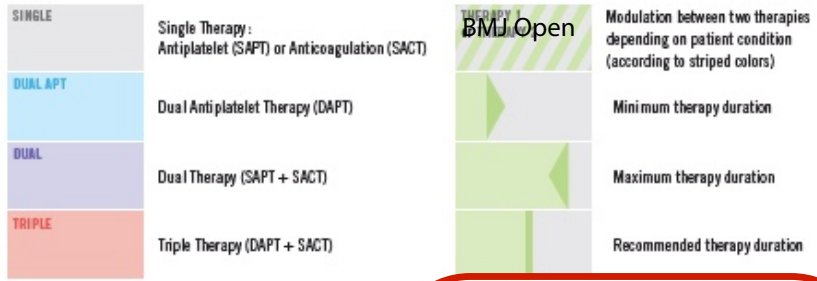 SINGLE
Single Therapy:
Antiplatelet (SAPT) or Anticoagulation (SACT)
DUAL APT
Dual Antiplatelet Therapy (DAPT)
DUAL
Dual Therapy (SAPT + SACT)
TRIPLE
Triple Therapy (DAPT + SACT)
THERAPY 1
BMJ Open
Modulation between two therapies
depending on patient condition
(according to striped colors)
Minimum therapy duration
Maximum therapy duration
Recommended therapy duration